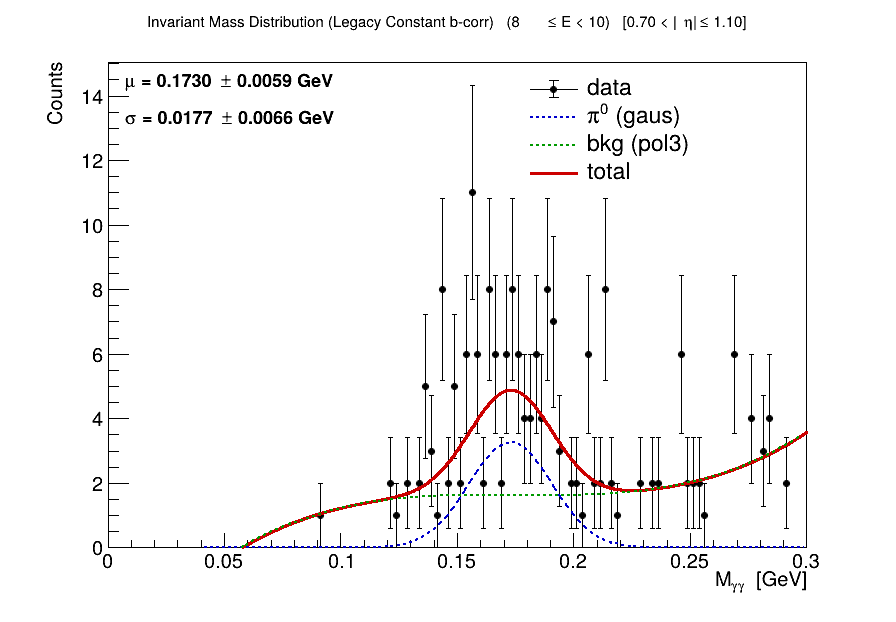 Invariant Mass Distribution (Legacy Constant b-corr) (8 ≤ E < 10) [0.70 < | η| ≤ 1.10]
Counts
μ = 0.1730 ± 0.0059 GeV
σ = 0.0177 ± 0.0066 GeV
data
π⁰ (gaus)
bkg (pol3)
total
14
12
10
8
6
4
2
0
0 0.05 0.1 0.15 0.2 0.25 0.3
M_γγ [GeV]